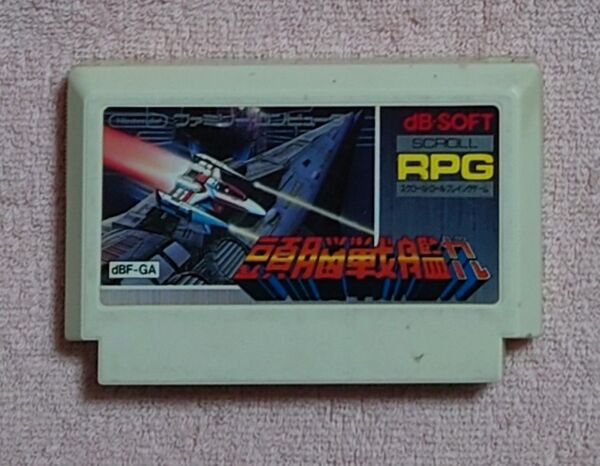 Nintendo ファミリーコンピュータ
dB-SOFT
SCROLL
RPG
スクロール・ロールプレイングゲーム
頭脳戦艦ガル
dBF-GA